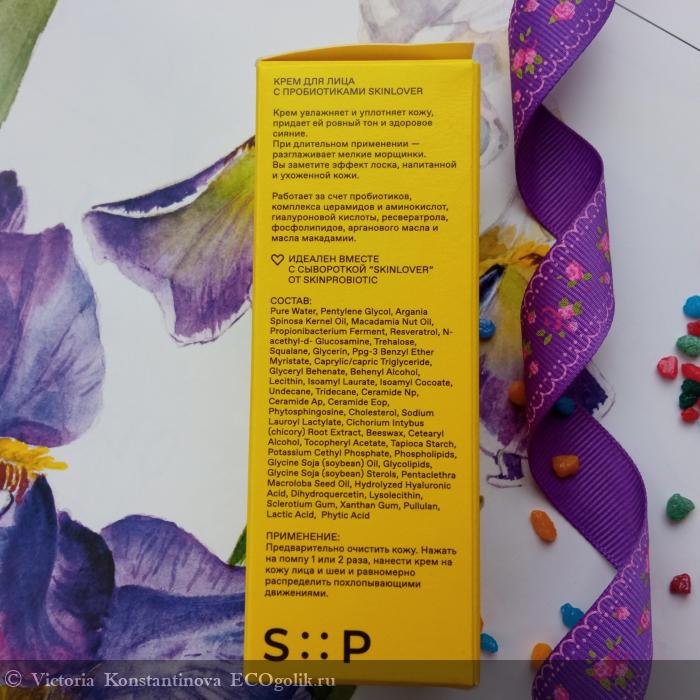 КРЕМ ДЛЯ ЛИЦА
С ПРОБИОТИКАМИ SKINLOVER
Крем увлажняет и уплотняет кожу,
придает ей ровный тон и здоровое
сияние.
При длительном применении —
разглаживает мелкие морщинки.
Вы заметите эффект лоска, напитанной
и ухоженной кожи.
Работает за счет пробиотиков,
комплекса церамидов и аминокислот,
гиалуроновой кислоты, ресвератрола,
фосфолипидов, арганового масла и
масла макадамии.
ИДЕАЛЕН ВМЕСТЕ
С СЫВОРОТКОЙ “SKINLOVER”
ОТ SKINPROBIOTIC
СОСТАВ:
Pure Water, Pentylene Glycol, Argania
Spinosa Kernel Oil, Macadamia Nut Oil,
Propionibacterium Ferment, Resveratrol, N-
acethyl-d- Glucosamine, Trehalose,
Squalane, Glycerin, Ppg-3 Benzyl Ether
Myristate, Caprylic/capric Triglyceride,
Glyceryl Behenate, Behenyl Alcohol,
Lecithin, Isoamyl Laurate, Isoamyl Cocoate,
Undecane, Tridecane, Ceramide Np,
Ceramide Ap, Ceramide Eop,
Phytosphingosine, Cholesterol, Sodium
Lauroyl Lactylate, Cichorium Intybus
(chicory) Root Extract, Beeswax, Cetearyl
Alcohol, Tocopheryl Acetate, Tapioca Starch,
Potassium Cethyl Phosphate, Phospholipids,
Glycine Soja (soybean) Oil, Glycolipids,
Glycine Soja (soybean) Sterols, Pentaclethra
Macroloba Seed Oil, Hydrolyzed Hyaluronic
Acid, Dihydroquercetin, Lysolecithin,
Sclerotium Gum, Xantan Gum, Pullulan,
Lactic Acid, Phytic Acid
ПРИМЕНЕНИЕ:
Предварительно очистить кожу. Нажать
на помпу 1 или 2 раза, нанести крем на
кожу лица и шеи и равномерно
распределить похлопывающими
движениями.
S::P
© Victoria Konstantinova ECOgolik.ru